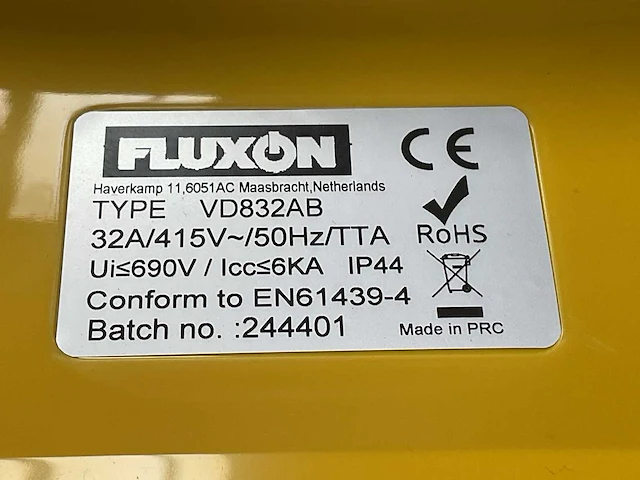 FLUXON
CE
Haverkamp 11,6051AC Maasbracht,Netherlands
TYPE VD832AB
32A/415V~/50Hz/TTA
RoHS
Ui≤690V / Icc≤6KA IP44
Conform to EN61439-4
Batch no. :244401
Made in PRC